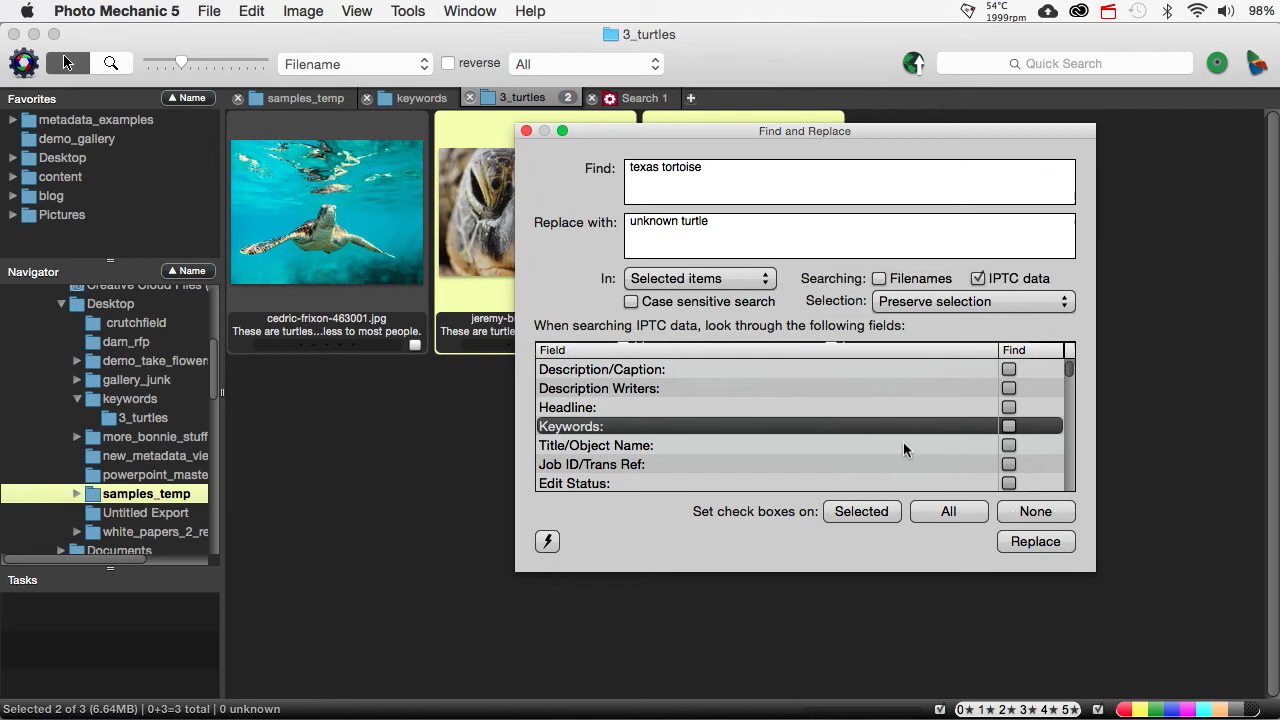 Photo Mechanic 5 File Edit Image View Tools Window Help 54°C 1999rpm 98%
3_turtles
Filename reverse All Quick Search
Favorites Name
samples_temp keywords 3_turtles 2 Search 1
metadata_examples
demo_gallery
Desktop
content
blog
Pictures
Navigator Name
Creative Cloud Files
Desktop
crutchfield
dam_rfp
demo_take_flower
gallery_junk
keywords
3_turtles
more_bonnie_stuff
new_metadata_vie
powerpoint_maste
samples_temp
Untitled Export
white_papers_2_re
Documents
Tasks
cedric-frixon-463001.jpg
These are turtles...less to most people.
jeremy-bi
These are turtle
Find and Replace
Find: texas tortoise
Replace with: unknown turtle
In: Selected items Searching: Filenames IPTC data
Case sensitive search Selection: Preserve selection
When searching IPTC data, look through the following fields:
Field Find
Description/Caption:
Description Writers:
Headline:
Keywords:
Title/Object Name:
Job ID/Trans Ref:
Edit Status:
Set check boxes on: Selected All None
Replace
Selected 2 of 3 (6.64MB) | 0+3=3 total | 0 unknown 0★ 1★ 2★ 3★ 4★ 5★